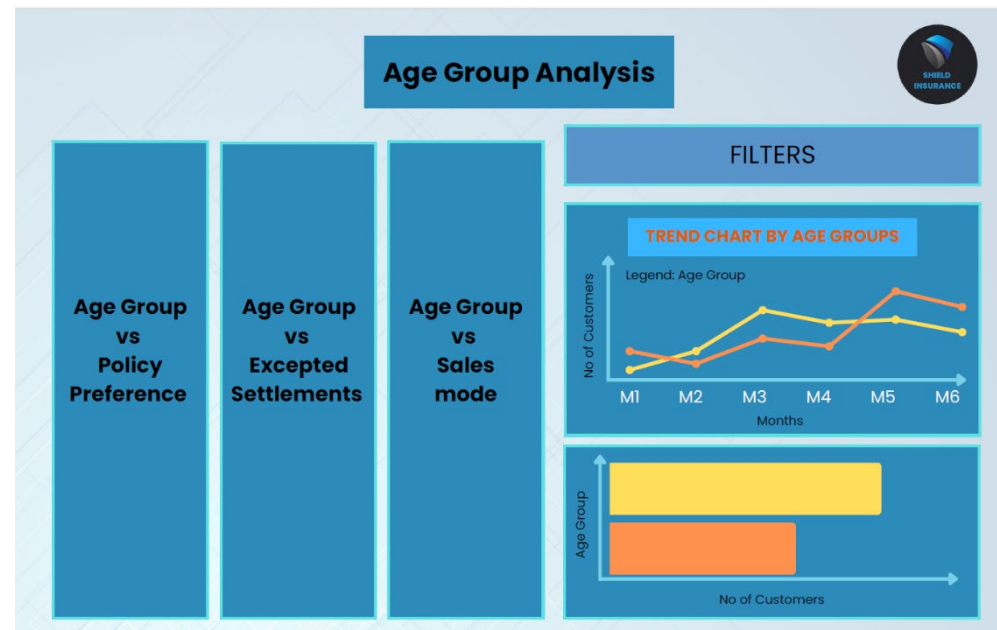 Age Group Analysis
SHIELD
INSURANCE
Age Group
vs
Policy
Preference
Age Group
vs
Excepted
Settlements
Age Group
vs
Sales
mode
FILTERS
TREND CHART BY AGE GROUPS
Legend: Age Group
No of Customers
M1 M2 M3 M4 M5 M6
Months
Age Group
No of Customers